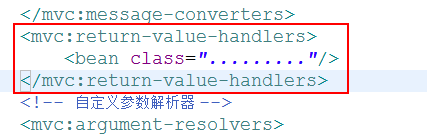 </mvc:message-converters>
<mvc:return-value-handlers>
<bean class="........."/>
</mvc:return-value-handlers>
<!-- 自定义参数解析器 -->
<mvc:argument-resolvers>